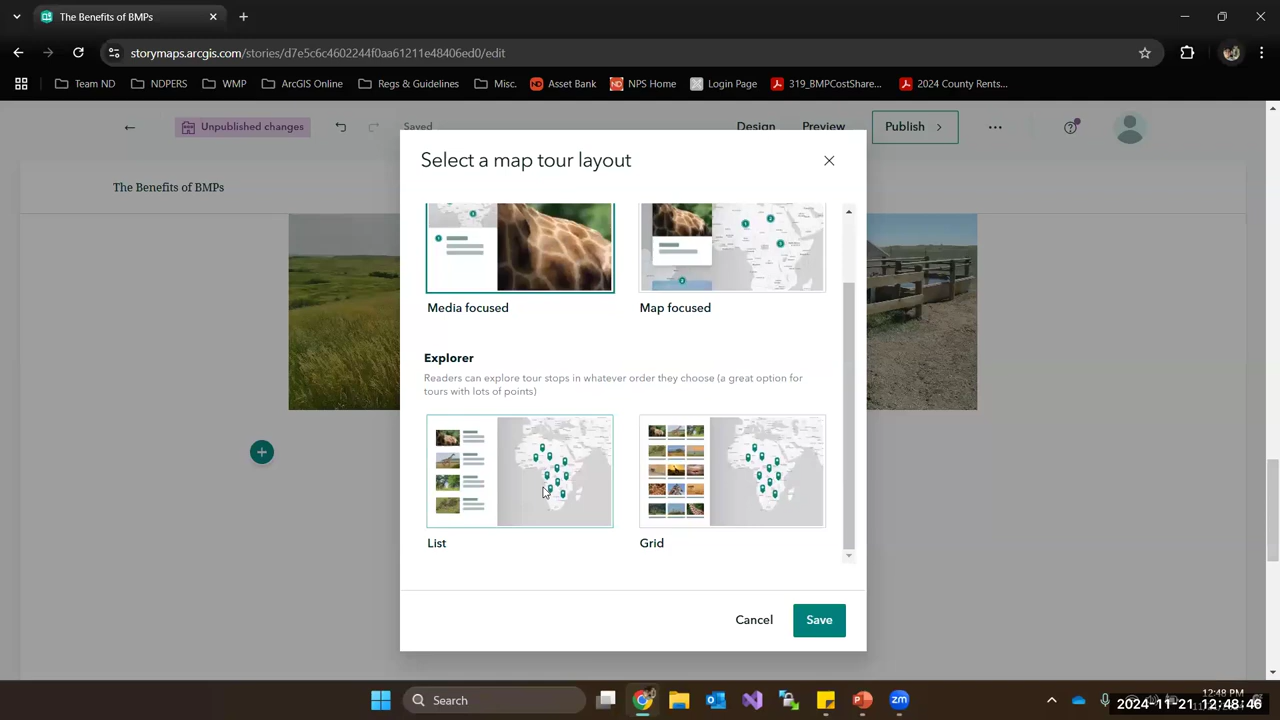 The Benefits of BMPs
storymaps.arcgis.com/stories/d7e5c6c4602244f0aa61211e48406ed0/edit
Team ND
NDPERS
WMP
ArcGIS Online
Regs & Guidelines
Misc.
Asset Bank
NPS Home
Login Page
319_BMPCostShare...
2024 County Rents...
Unpublished changes
Saved
Design
Preview
Publish
Select a map tour layout
The Benefits of BMPs
Media focused
Map focused
Explorer
Readers can explore tour stops in whatever order they choose (a great option for
tours with lots of points)
List
Grid
Cancel
Save
Search
12:48 PM
2024-11-21 12:48:46